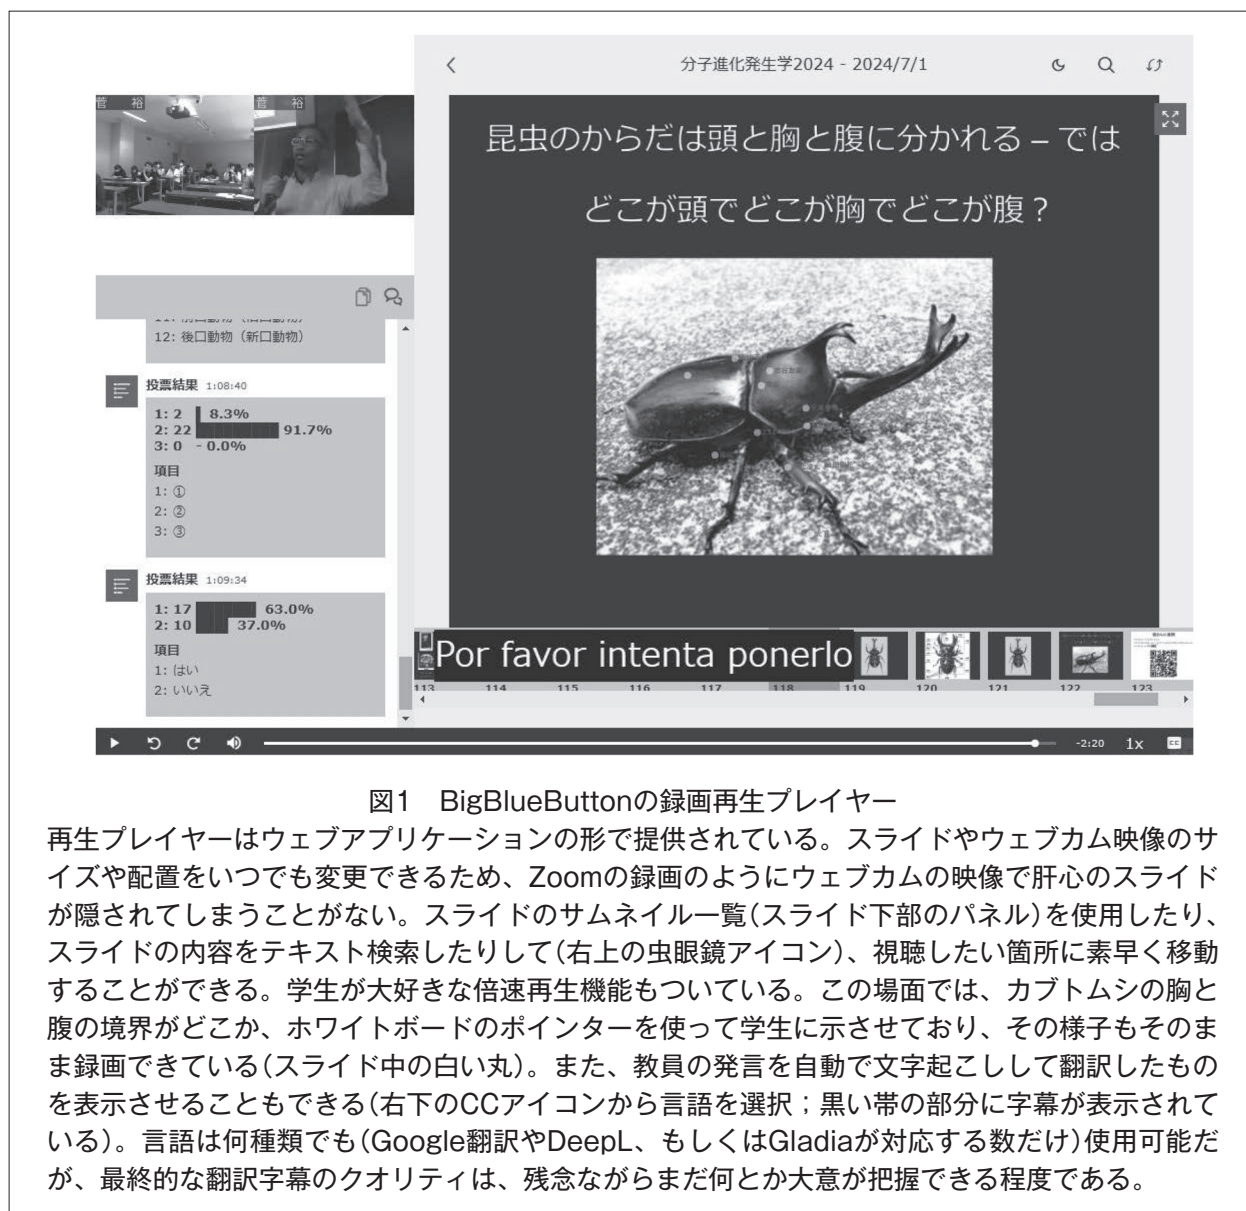 分子進化発生学2024 - 2024/7/1
菅 裕
菅 裕
昆虫のからだは頭と胸と腹に分かれる – では
どこが頭でどこが胸でどこが腹？
12: 後口動物（新口動物）
投票結果 1:08:40
1: 2 8.3%
2: 22 91.7%
3: 0 - 0.0%
項目
1: ①
2: ②
3: ③
投票結果 1:09:34
1: 17 63.0%
2: 10 37.0%
項目
1: はい
2: いいえ
Por favor intenta ponerlo
113 114 115 116 117 118 119 120 121 122 123
-2:20 1x CC
図1　BigBlueButtonの録画再生プレイヤー
再生プレイヤーはウェブアプリケーションの形で提供されている。スライドやウェブカム映像のサ
イズや配置をいつでも変更できるため、Zoomの録画のようにウェブカムの映像で肝心のスライド
が隠されてしまうことがない。スライドのサムネイル一覧（スライド下部のパネル）を使用したり、
スライドの内容をテキスト検索したりして（右上の虫眼鏡アイコン）、視聴したい箇所に素早く移動
することができる。学生が大好きな倍速再生機能もついている。この場面では、カブトムシの胸と
腹の境界がどこか、ホワイトボードのポインターを使って学生に示させており、その様子もそのま
ま録画できている（スライド中の白い丸）。また、教員の発言を自動で文字起こしして翻訳したもの
を表示させることもできる（右下のCCアイコンから言語を選択；黒い帯の部分に字幕が表示されて
いる）。言語は何種類でも（Google翻訳やDeepL、もしくはGladiaが対応する数だけ）使用可能だ
が、最終的な翻訳字幕のクオリティは、残念ながらまだ何とか大意が把握できる程度である。